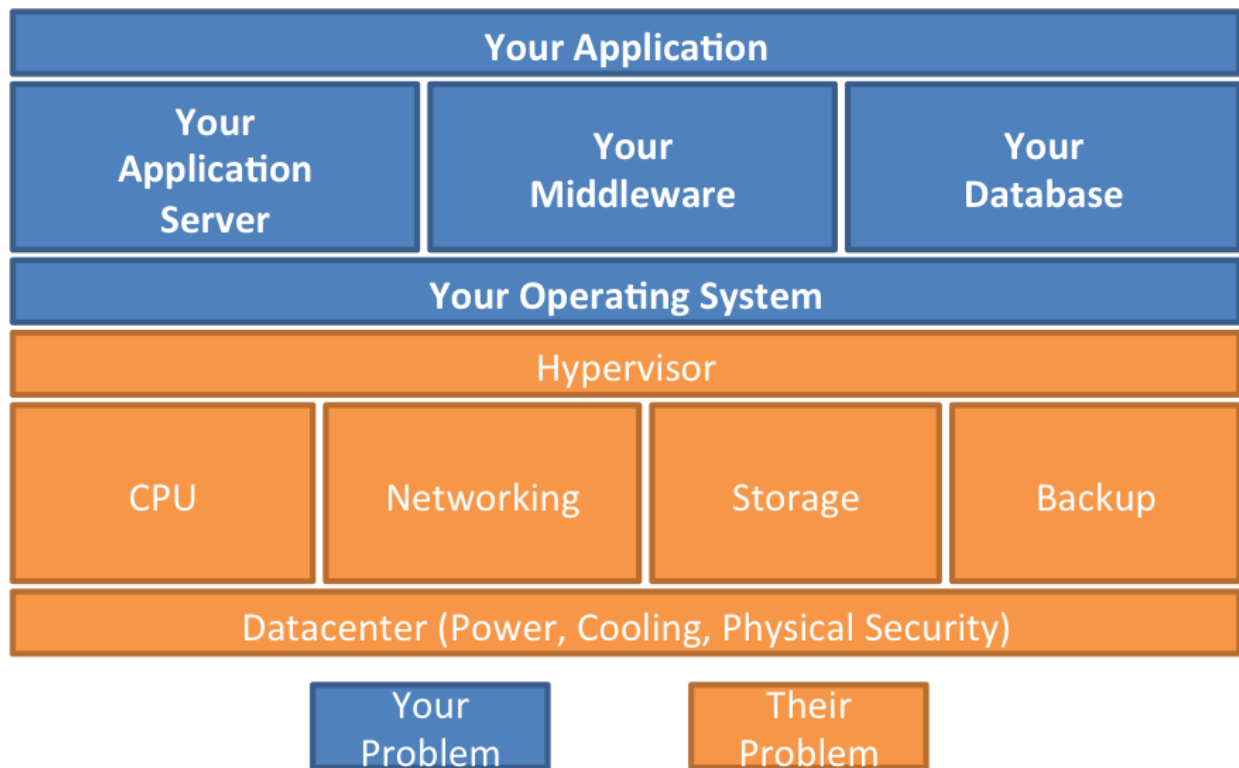 Your Application
Your
Application
Server
Your
Middleware
Your
Database
Your Operating System
Hypervisor
CPU
Networking
Storage
Backup
Datacenter (Power, Cooling, Physical Security)
Your
Problem
Their
Problem